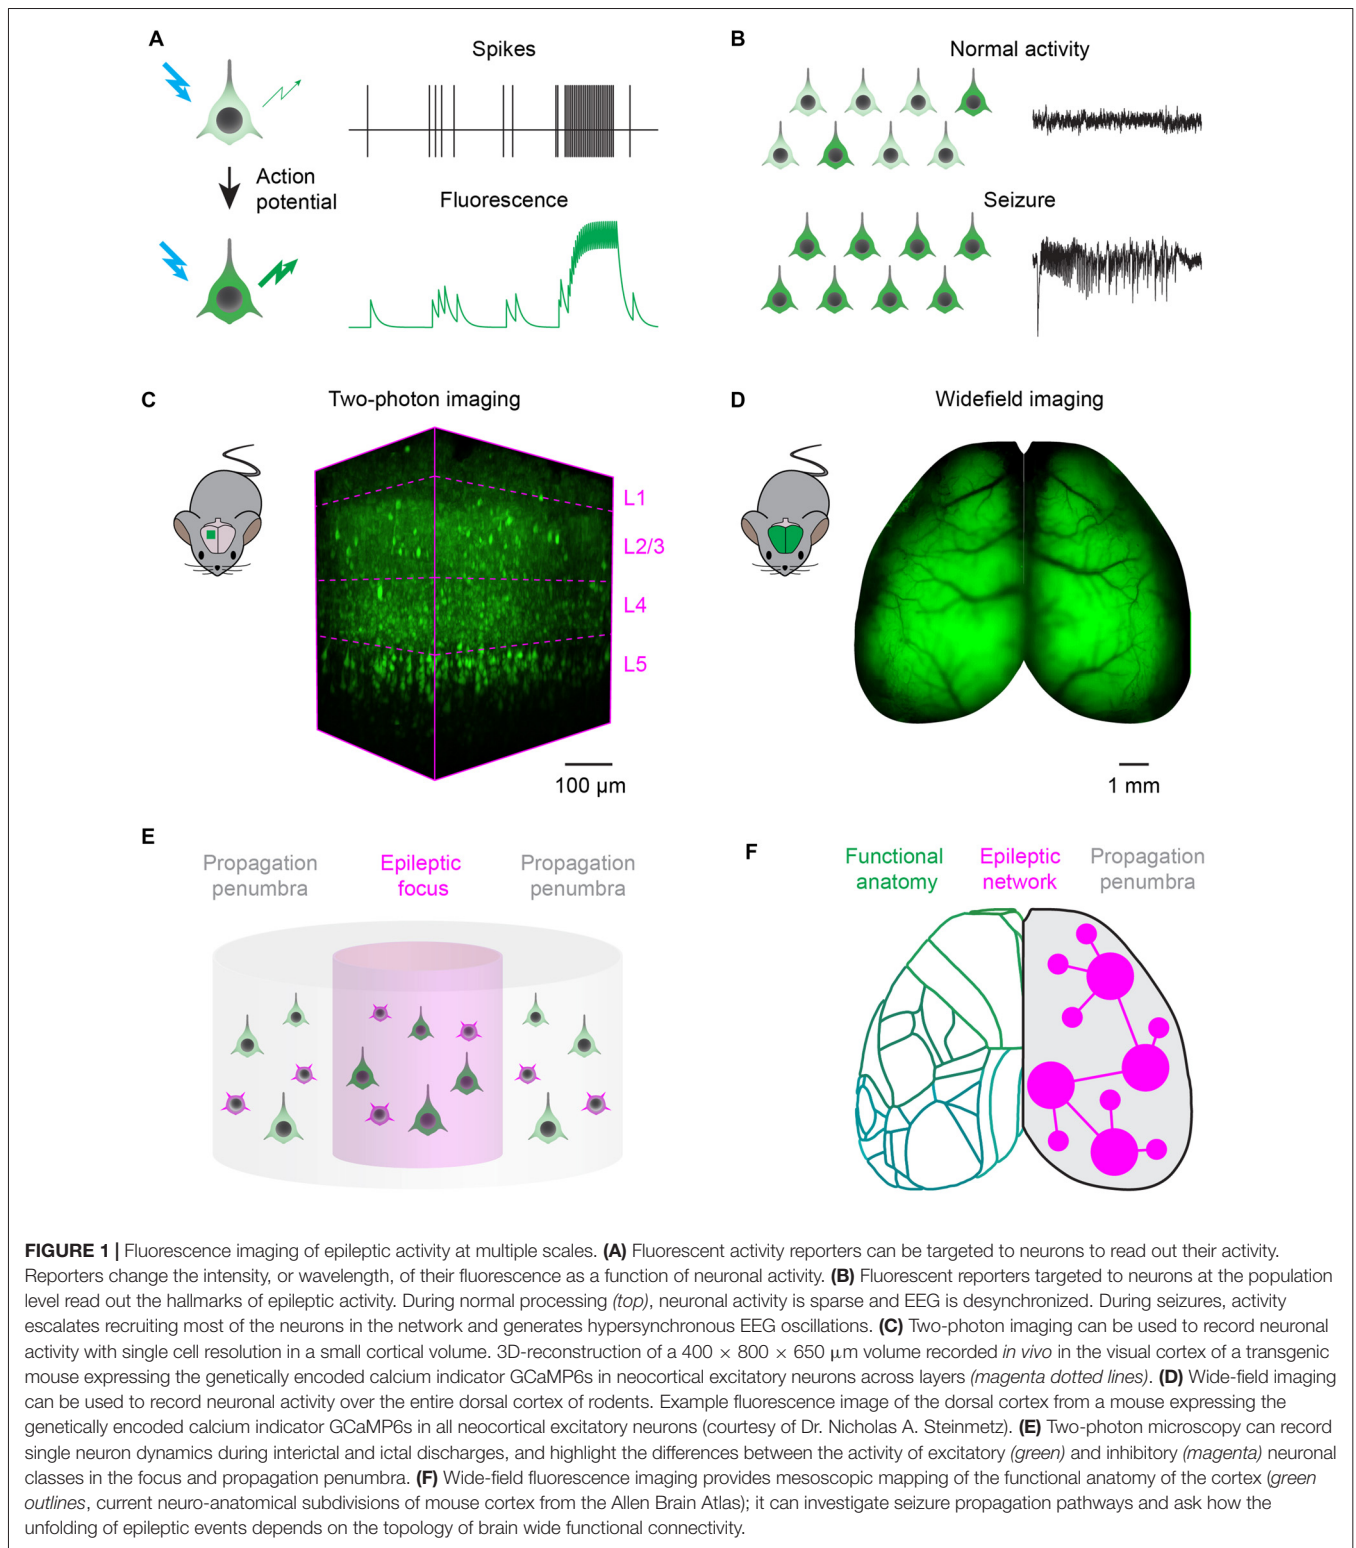 A
Spikes
Action
potential
Fluorescence
B
Normal activity
Seizure
C
Two-photon imaging
L1
L2/3
L4
L5
100 μm
D
Widefield imaging
1 mm
E
Propagation
penumbra
Epileptic
focus
Propagation
penumbra
F
Functional
anatomy
Epileptic
network
Propagation
penumbra
FIGURE 1 | Fluorescence imaging of epileptic activity at multiple scales. (A) Fluorescent activity reporters can be targeted to neurons to read out their activity.
Reporters change the intensity, or wavelength, of their fluorescence as a function of neuronal activity. (B) Fluorescent reporters targeted to neurons at the population
level read out the hallmarks of epileptic activity. During normal processing (top), neuronal activity is sparse and EEG is desynchronized. During seizures, activity
escalates recruiting most of the neurons in the network and generates hypersynchronous EEG oscillations. (C) Two-photon imaging can be used to record neuronal
activity with single cell resolution in a small cortical volume. 3D-reconstruction of a 400 × 800 × 650 μm volume recorded in vivo in the visual cortex of a transgenic
mouse expressing the genetically encoded calcium indicator GCaMP6s in neocortical excitatory neurons across layers (magenta dotted lines). (D) Wide-field imaging
can be used to record neuronal activity over the entire dorsal cortex of rodents. Example fluorescence image of the dorsal cortex from a mouse expressing the
genetically encoded calcium indicator GCaMP6s in all neocortical excitatory neurons (courtesy of Dr. Nicholas A. Steinmetz). (E) Two-photon microscopy can record
single neuron dynamics during interictal and ictal discharges, and highlight the differences between the activity of excitatory (green) and inhibitory (magenta) neuronal
classes in the focus and propagation penumbra. (F) Wide-field fluorescence imaging provides mesoscopic mapping of the functional anatomy of the cortex (green
outlines, current neuro-anatomical subdivisions of mouse cortex from the Allen Brain Atlas); it can investigate seizure propagation pathways and ask how the
unfolding of epileptic events depends on the topology of brain wide functional connectivity.